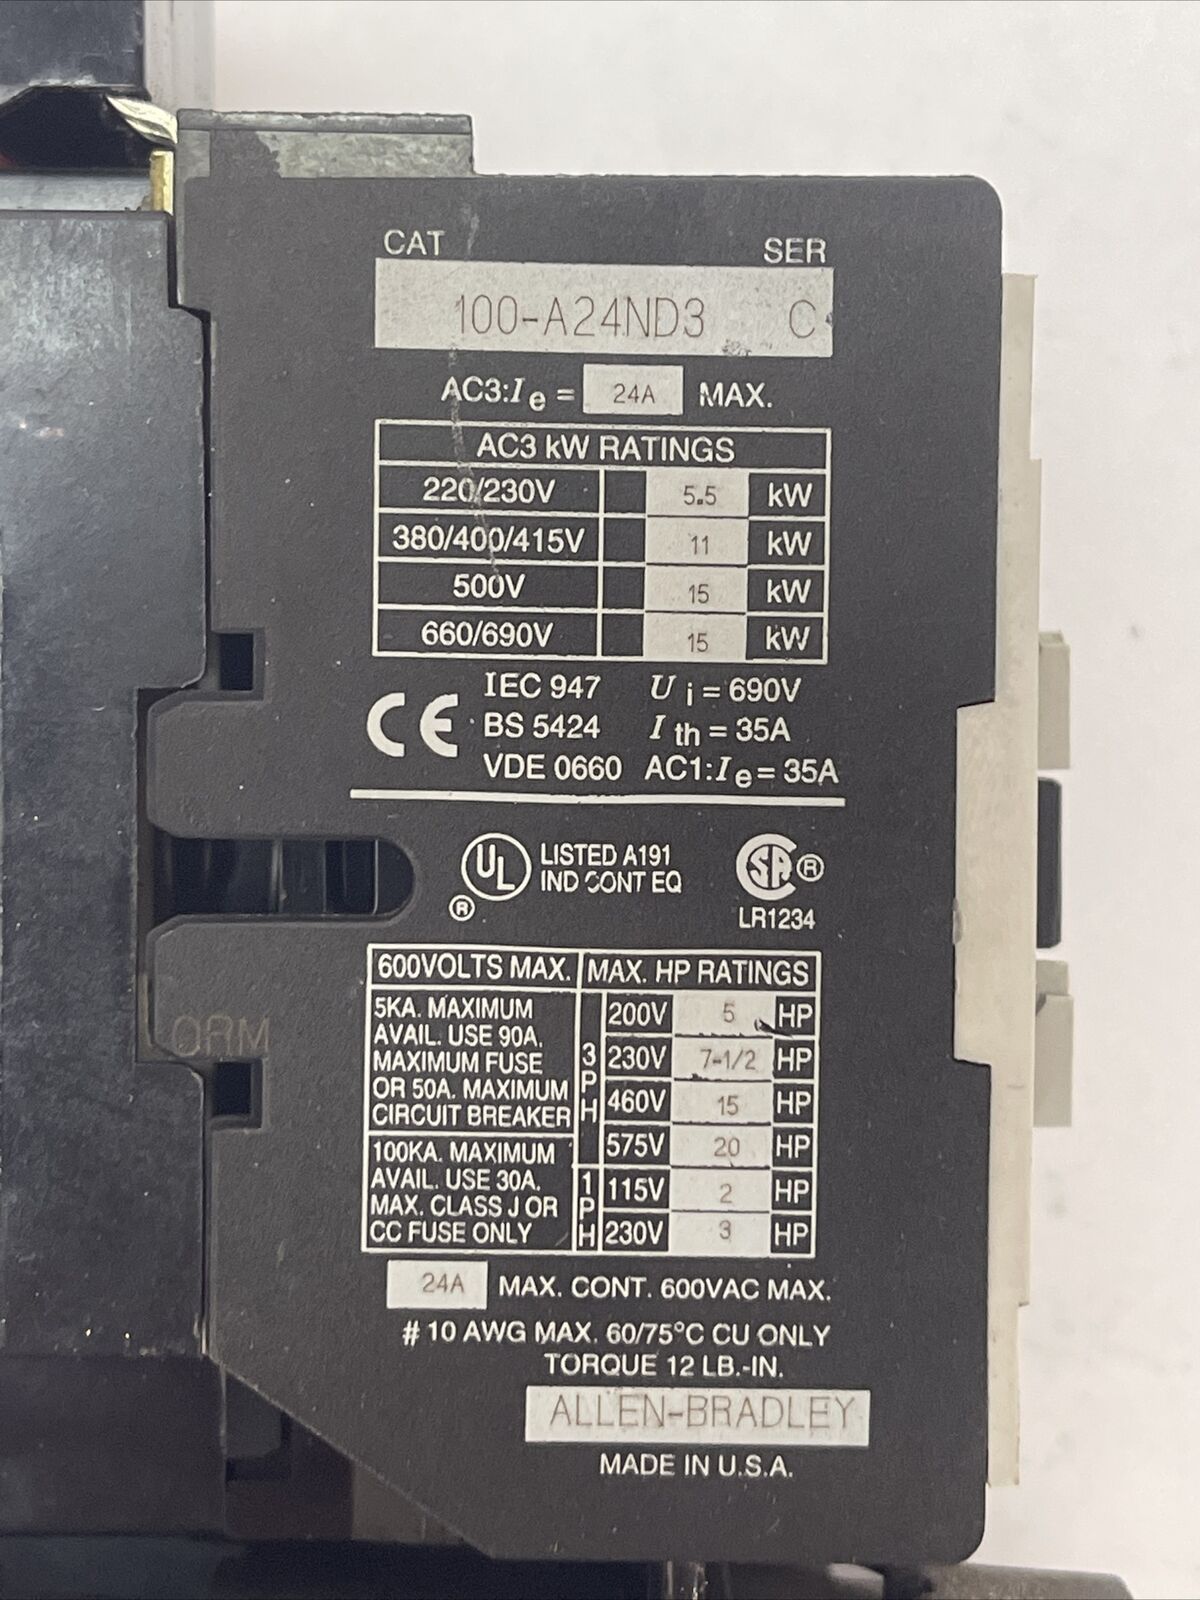 CAT SER
100-A24ND3 C
AC3:Ie = 24A MAX.
AC3 kW RATINGS
220/230V 5.5 kW
380/400/415V 11 kW
500V 15 kW
660/690V 15 kW
CE
IEC 947 Ui = 690V
BS 5424 Ith = 35A
VDE 0660 AC1:Ie = 35A
UL ® LISTED A191
IND CONT EQ
SA ®
LR1234
600VOLTS MAX. MAX. HP RATINGS
5KA. MAXIMUM
AVAIL. USE 90A.
MAXIMUM FUSE
OR 50A. MAXIMUM
CIRCUIT BREAKER
100KA. MAXIMUM
AVAIL. USE 30A.
MAX. CLASS J OR
CC FUSE ONLY
3PH
200V 5 HP
230V 7-1/2 HP
460V 15 HP
575V 20 HP
1PH
115V 2 HP
230V 3 HP
ORM
24A MAX. CONT. 600VAC MAX.
# 10 AWG MAX. 60/75°C CU ONLY
TORQUE 12 LB.-IN.
ALLEN-BRADLEY
MADE IN U.S.A.